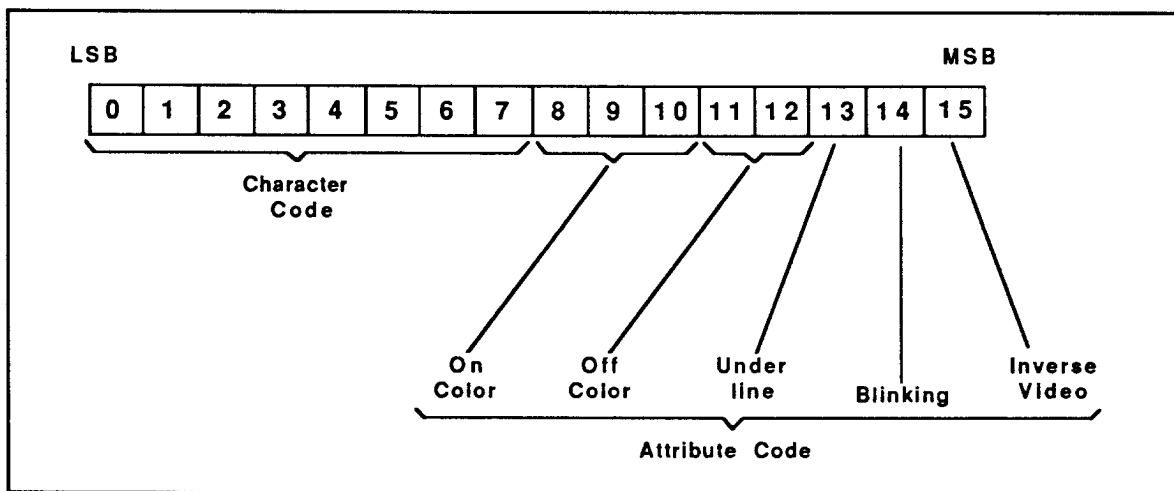 LSB MSB
0 1 2 3 4 5 6 7 8 9 10 11 12 13 14 15
Character
Code
On
Color
Off
Color
Under
line
Blinking
Inverse
Video
Attribute Code